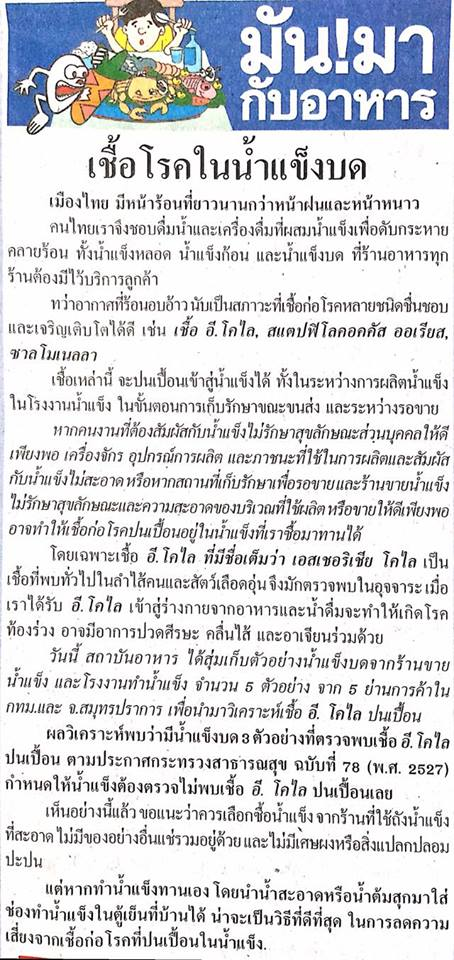 มัน!มา
กับอาหาร
เชื้อโรคในน้ำแข็งบด
เมืองไทย มีหน้าร้อนที่ยาวนานกว่าหน้าฝนและหน้าหนาว
คนไทยเราจึงชอบดื่มน้ำและเครื่องดื่มที่ผสมน้ำแข็งเพื่อดับกระหาย
คลายร้อน ทั้งน้ำแข็งหลอด น้ำแข็งก้อน และน้ำแข็งบด ที่ร้านอาหารทุก
ร้านต้องมีไว้บริการลูกค้า
ทว่าอากาศที่ร้อนอบอ้าว นับเป็นสภาวะที่เชื้อก่อโรคหลายชนิดชื่นชอบ
และเจริญเติบโตได้ดี เช่น เชื้อ อี.โคไล, สแตปฟิโลคอคคัส ออเรียส,
ซาลโมเนลลา
เชื้อเหล่านี้ จะปนเปื้อนเข้าสู่น้ำแข็งได้ ทั้งในระหว่างการผลิตน้ำแข็ง
ในโรงงานน้ำแข็ง ในขั้นตอนการเก็บรักษาขณะขนส่ง และระหว่างรอขาย
หากคนงานที่ต้องสัมผัสกับน้ำแข็งไม่รักษาสุขลักษณะส่วนบุคคลให้ดี
เพียงพอ เครื่องจักร อุปกรณ์การผลิต และภาชนะที่ใช้ในการผลิตและสัมผัส
กับน้ำแข็งไม่สะอาดหรือหากสถานที่เก็บรักษาเพื่อรอขายและร้านขายน้ำแข็ง
ไม่รักษาสุขลักษณะและความสะอาดของบริเวณที่ใช้ผลิตหรือขายให้ดีเพียงพอ
อาจทำให้เชื้อก่อโรคปนเปื้อนอยู่ในน้ำแข็งที่เราซื้อมาทานได้
โดยเฉพาะเชื้อ อี.โคไล ที่มีชื่อเต็มว่า เอสเชอริเชีย โคไล เป็น
เชื้อที่พบทั่วไปในลำไส้คนและสัตว์เลือดอุ่น จึงมักตรวจพบในอุจจาระ เมื่อ
เราได้รับ อี.โคไล เข้าสู่ร่างกายจากอาหารและน้ำดื่มจะทำให้เกิดโรค
ท้องร่วง อาจมีอาการปวดศีรษะ คลื่นไส้ และอาเจียนร่วมด้วย
วันนี้ สถาบันอาหาร ได้สุ่มเก็บตัวอย่างน้ำแข็งบดจากร้านขาย
น้ำแข็ง และโรงงานทำน้ำแข็ง จำนวน 5 ตัวอย่าง จาก 5 ย่านการค้าใน
กทม.และ จ.สมุทรปราการ เพื่อนำมาวิเคราะห์เชื้อ อี. โคไล ปนเปื้อน
ผลวิเคราะห์พบว่ามีน้ำแข็งบด 3 ตัวอย่างที่ตรวจพบเชื้อ อี.โคไล
ปนเปื้อน ตามประกาศกระทรวงสาธารณสุข ฉบับที่ 78 (พ.ศ. 2527)
กำหนดให้น้ำแข็งต้องตรวจไม่พบเชื้อ อี. โคไล ปนเปื้อนเลย
เห็นอย่างนี้แล้ว ขอแนะว่าควรเลือกซื้อน้ำแข็ง จากร้านที่ใช้ถังน้ำแข็ง
ที่สะอาด ไม่มีของอย่างอื่นแช่รวมอยู่ด้วย และไม่มีเศษผงหรือสิ่งแปลกปลอม
ปะปน
แต่หากทำน้ำแข็งทานเอง โดยนำน้ำสะอาดหรือน้ำต้มสุกมาใส่
ช่องทำน้ำแข็งในตู้เย็นที่บ้านได้ น่าจะเป็นวิธีที่ดีที่สุด ในการลดความ
เสี่ยงจากเชื้อก่อโรคที่ปนเปื้อนในน้ำแข็ง.